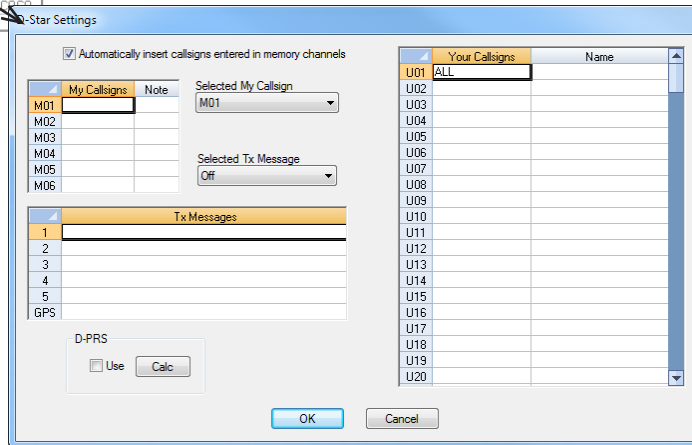 D-Star Settings
Automatically insert callsigns entered in memory channels
My Callsigns Note
M01
M02
M03
M04
M05
M06
Selected My Callsign
M01
Selected Tx Message
Off
Tx Messages
1
2
3
4
5
GPS
D-PRS
Use Calc
Your Callsigns Name
U01 ALL
U02
U03
U04
U05
U06
U07
U08
U09
U10
U11
U12
U13
U14
U15
U16
U17
U18
U19
U20
OK Cancel